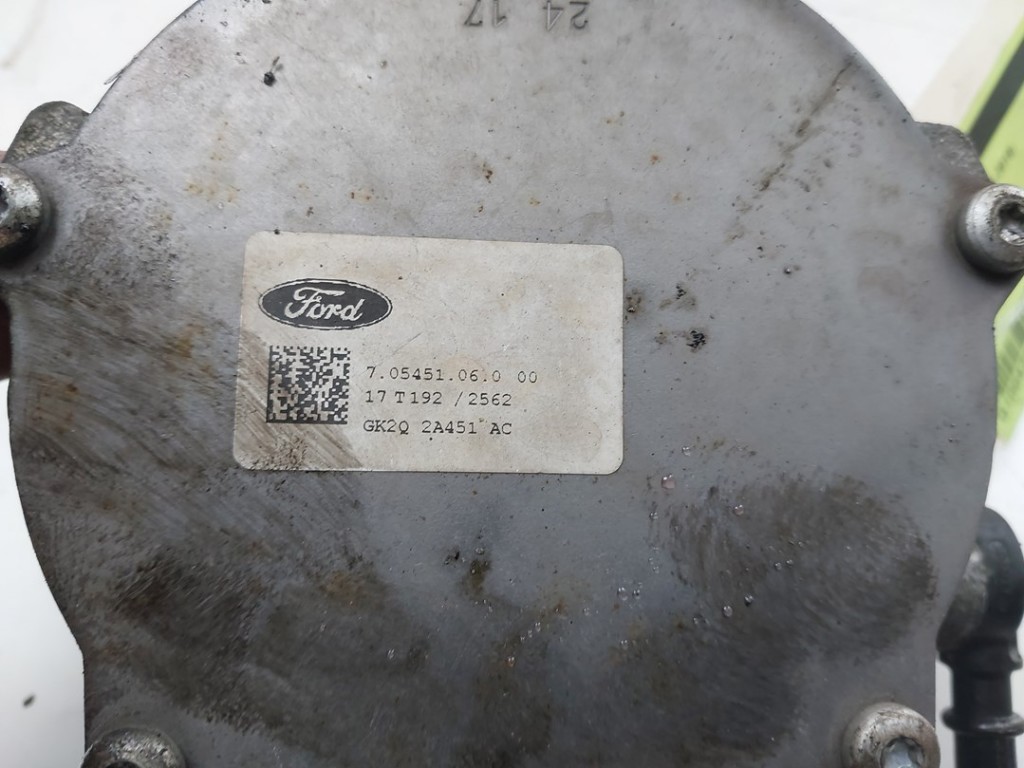 24 17
Ford
7.05451.06.0 00
17 T192 / 2562
GK2Q 2A451 AC